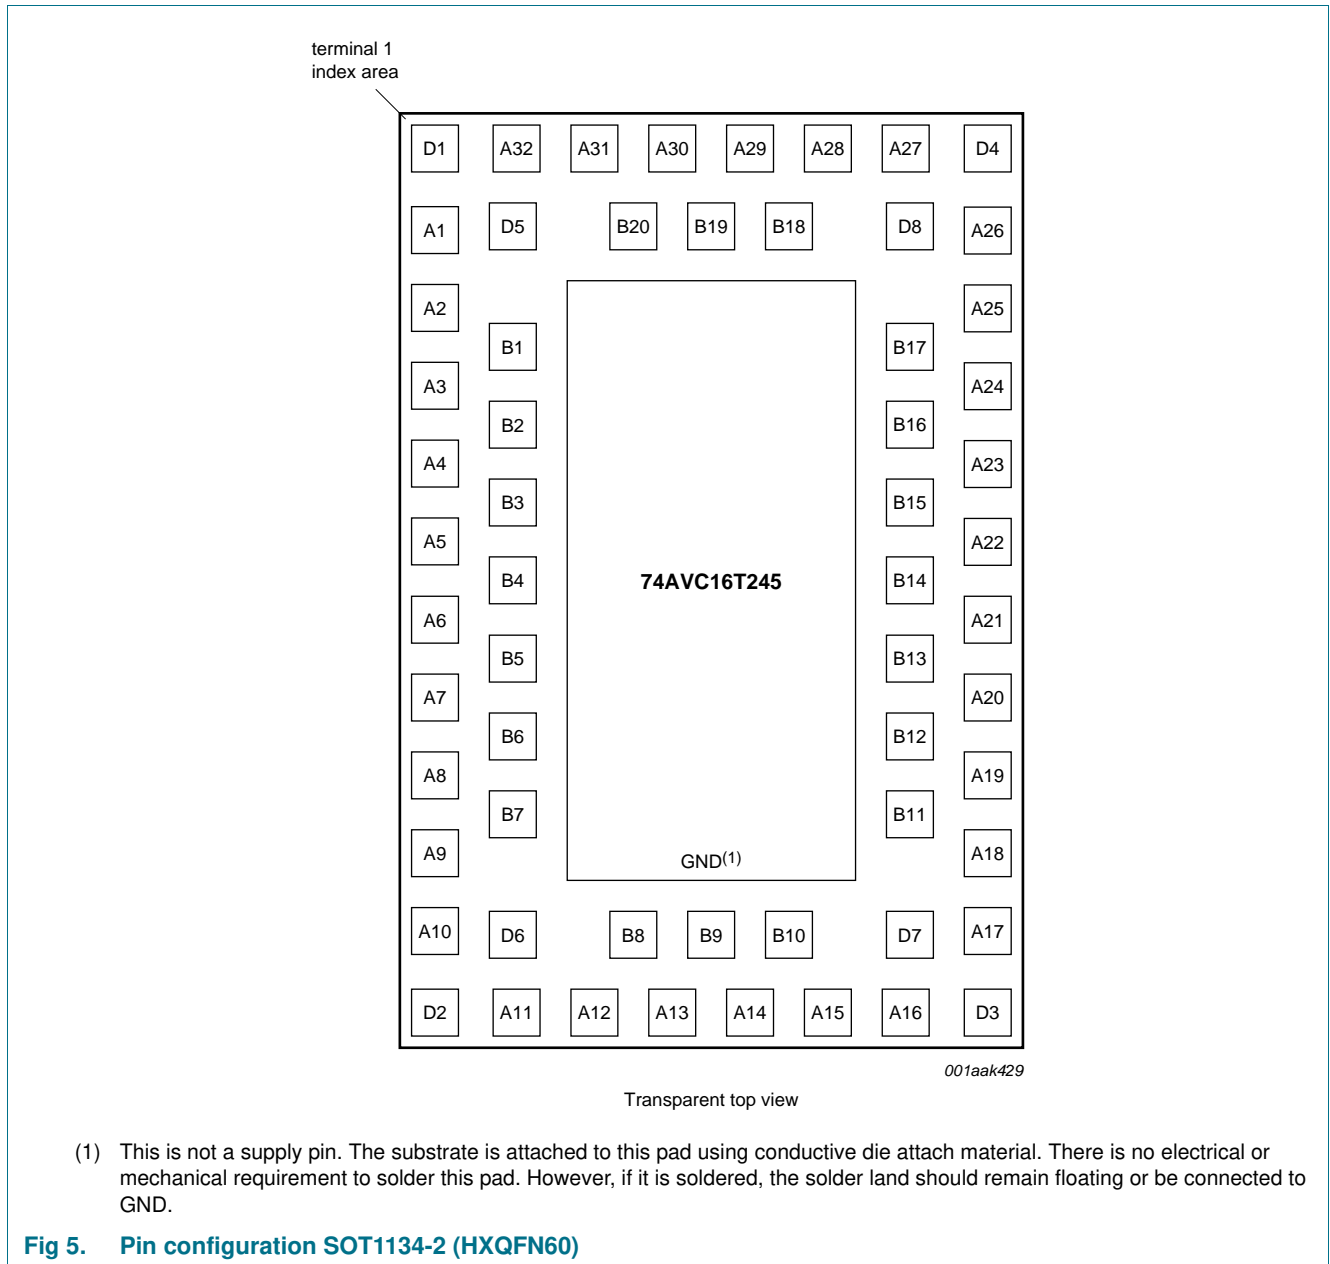 terminal 1
index area
D1 A32 A31 A30 A29 A28 A27 D4
A1 D5 B20 B19 B18 D8 A26
A2 A25
B1 B17
A3 A24
B2 B16
A4 A23
B3 B15
A5 A22
B4 74AVC16T245 B14
A6 A21
B5 B13
A7 A20
B6 B12
A8 A19
B7 B11
A9 GND(1) A18
A10 D6 B8 B9 B10 D7 A17
D2 A11 A12 A13 A14 A15 A16 D3
001aak429
Transparent top view
(1) This is not a supply pin. The substrate is attached to this pad using conductive die attach material. There is no electrical or
mechanical requirement to solder this pad. However, if it is soldered, the solder land should remain floating or be connected to
GND.
Fig 5. Pin configuration SOT1134-2 (HXQFN60)